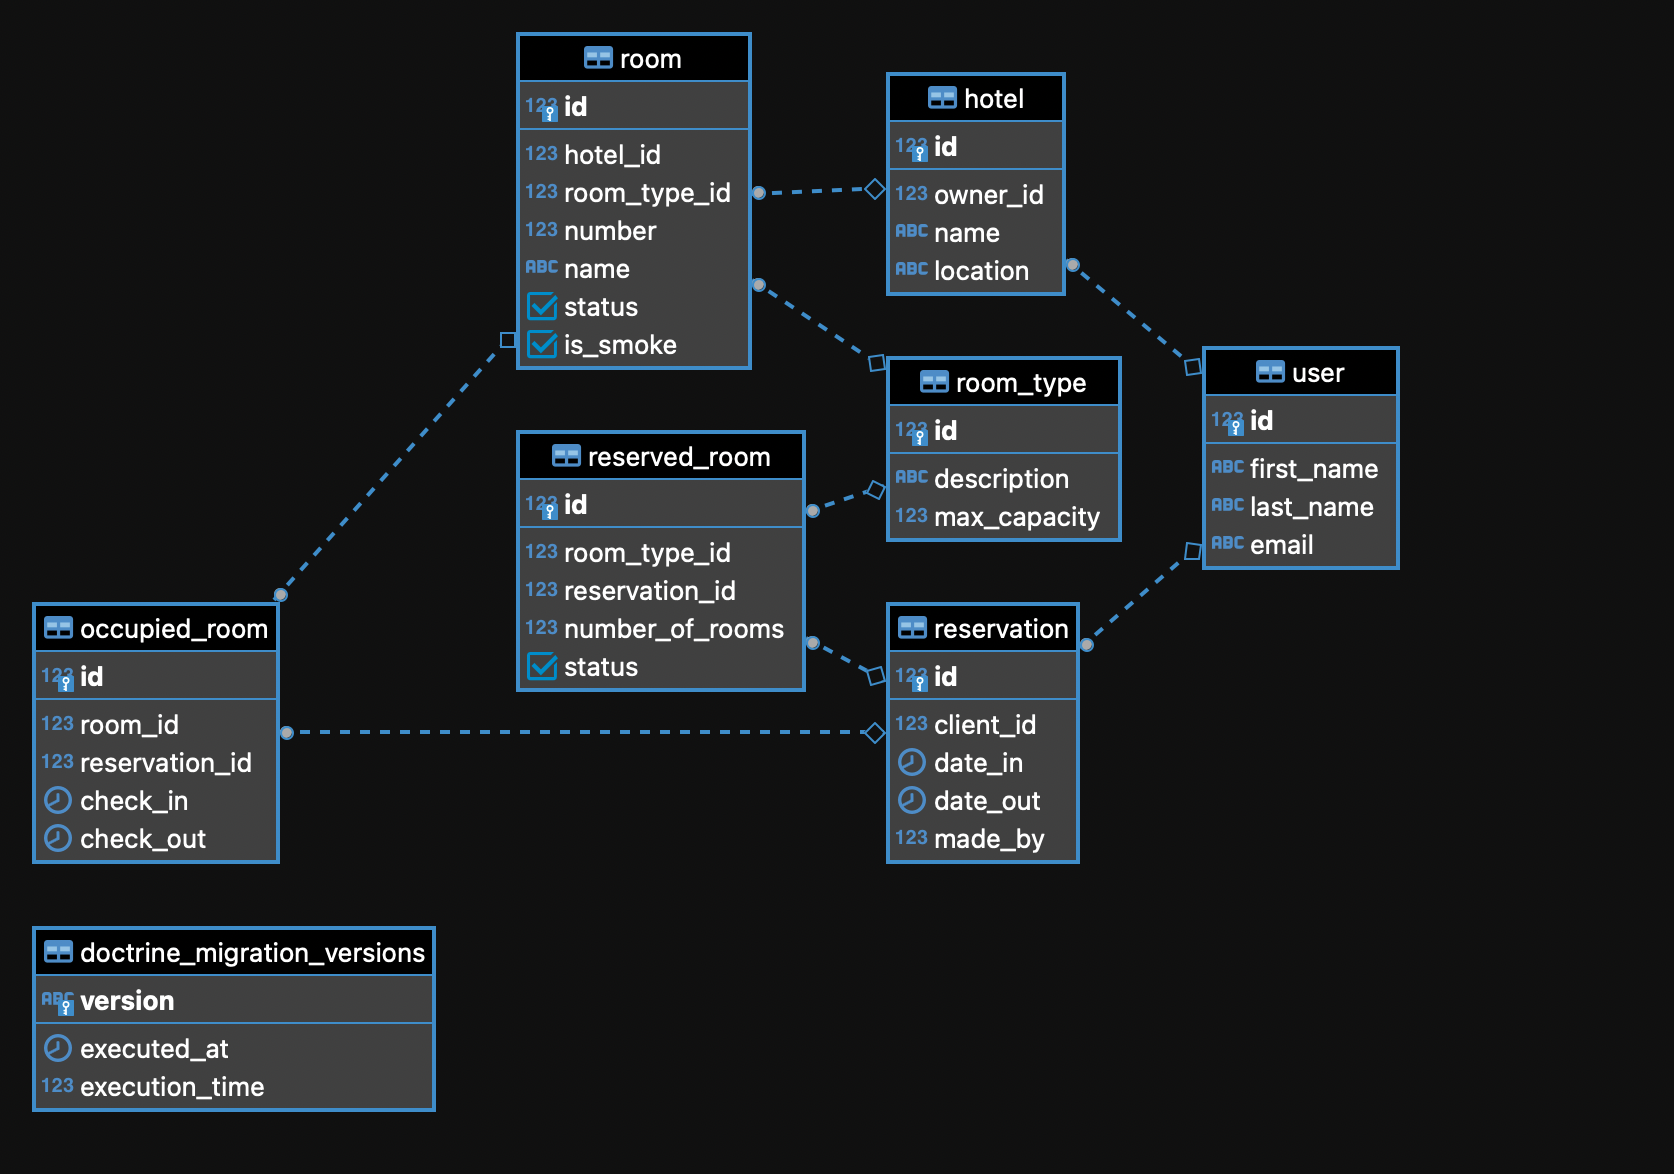 room
123 id
123 hotel_id
123 room_type_id
123 number
ABC name
status
is_smoke
hotel
123 id
123 owner_id
ABC name
ABC location
room_type
123 id
ABC description
123 max_capacity
user
123 id
ABC first_name
ABC last_name
ABC email
reserved_room
123 id
123 room_type_id
123 reservation_id
123 number_of_rooms
status
occupied_room
123 id
123 room_id
123 reservation_id
check_in
check_out
reservation
123 id
123 client_id
date_in
date_out
123 made_by
doctrine_migration_versions
ABC version
executed_at
123 execution_time